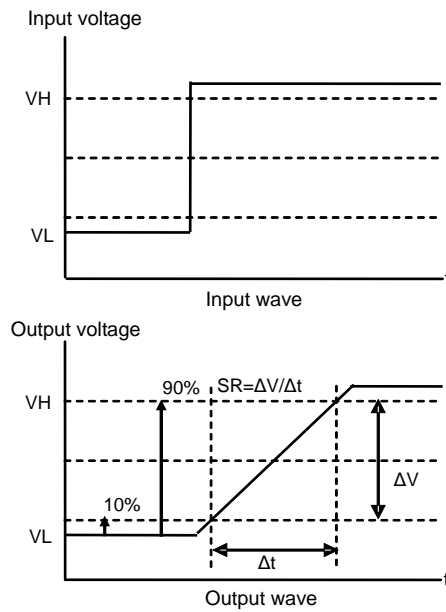 Input voltage
VH
VL
t
Input wave
Output voltage
90%
SR=ΔV/Δt
VH
ΔV
10%
VL
Δt
t
Output wave